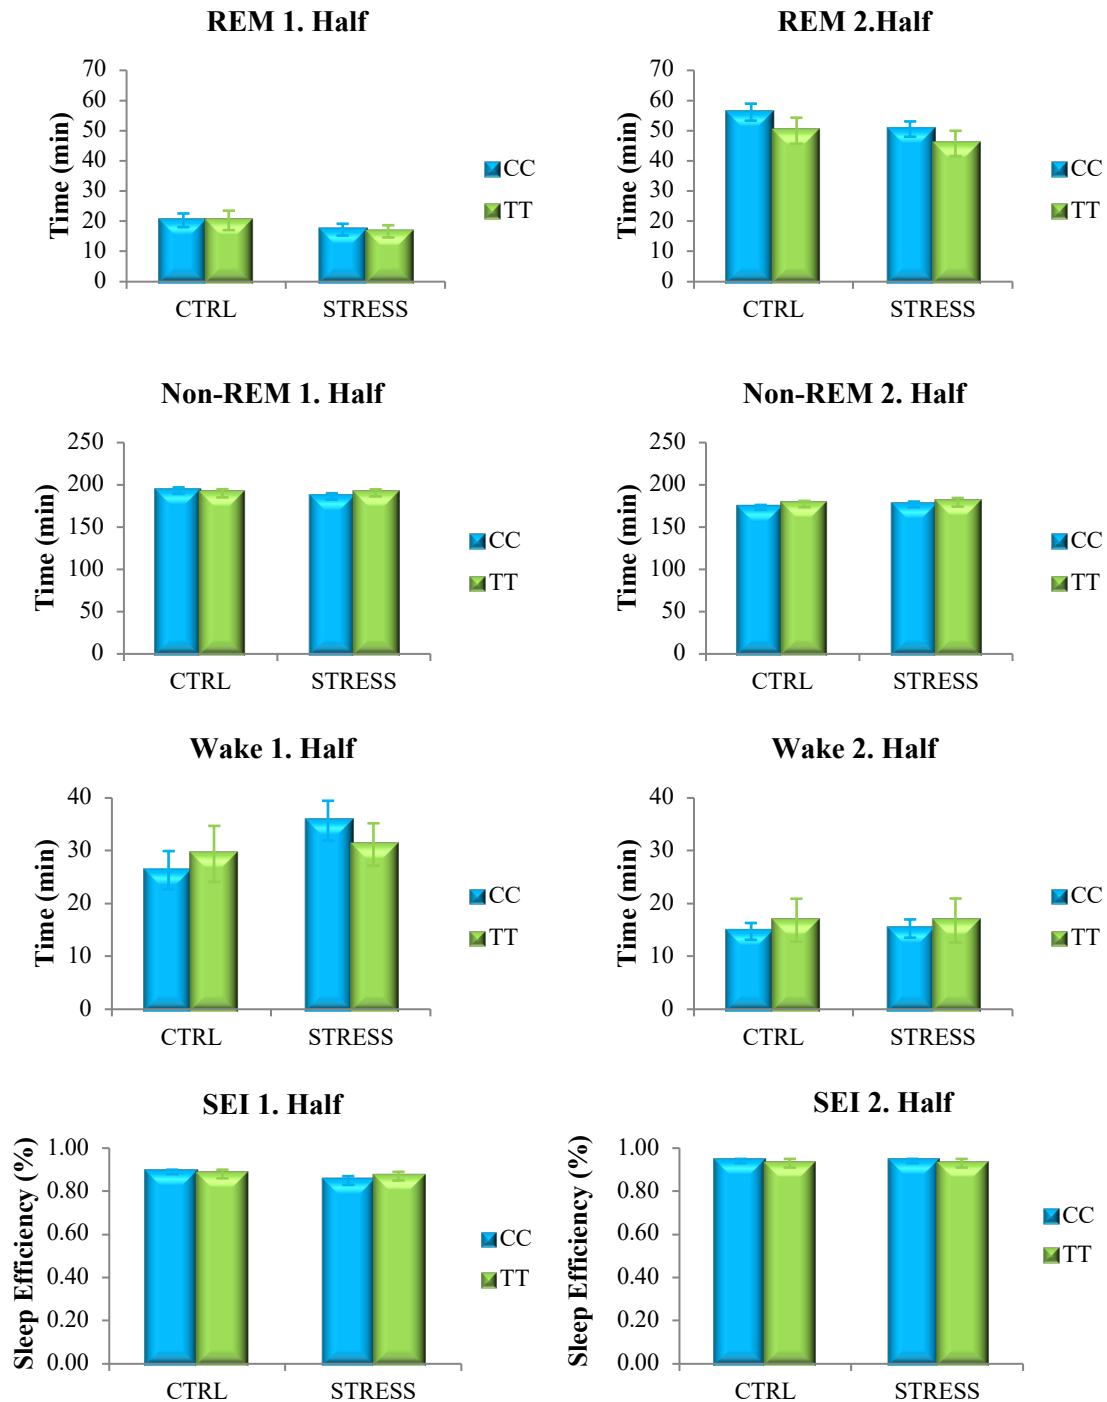 REM 1. Half
70
60
50
40
30
20
10
0
Time (min)
CTRL
STRESS
CC
TT
REM 2.Half
70
60
50
40
30
20
10
0
Time (min)
CTRL
STRESS
CC
TT
Non-REM 1. Half
250
200
150
100
50
0
Time (min)
CTRL
STRESS
CC
TT
Non-REM 2. Half
250
200
150
100
50
0
Time (min)
CTRL
STRESS
CC
TT
Wake 1. Half
40
30
20
10
0
Time (min)
CTRL
STRESS
CC
TT
Wake 2. Half
40
30
20
10
0
Time (min)
CTRL
STRESS
CC
TT
SEI 1. Half
1.00
0.80
0.60
0.40
0.20
0.00
Sleep Efficiency (%)
CTRL
STRESS
CC
TT
SEI 2. Half
1.00
0.80
0.60
0.40
0.20
0.00
Sleep Efficiency (%)
CTRL
STRESS
CC
TT